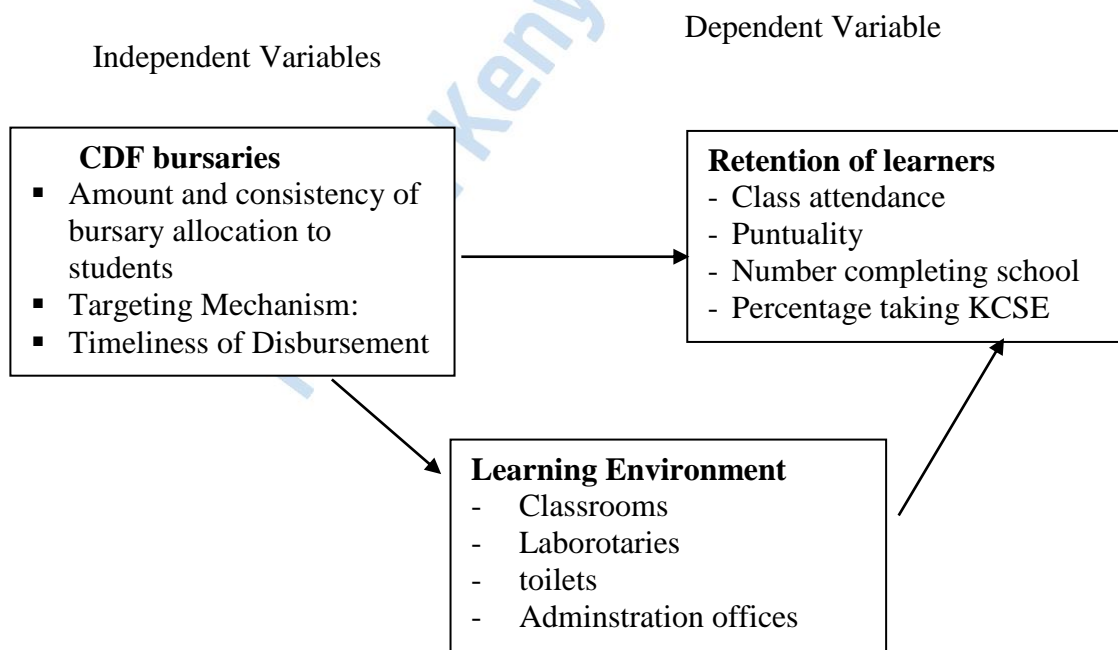 Independent Variables
Dependent Variable
CDF bursaries
▪ Amount and consistency of
bursary allocation to
students
▪ Targeting Mechanism:
▪ Timeliness of Disbursement
Retention of learners
- Class attendance
- Puntuality
- Number completing school
- Percentage taking KCSE
Learning Environment
- Classrooms
- Laborotaries
- toilets
- Adminstration offices